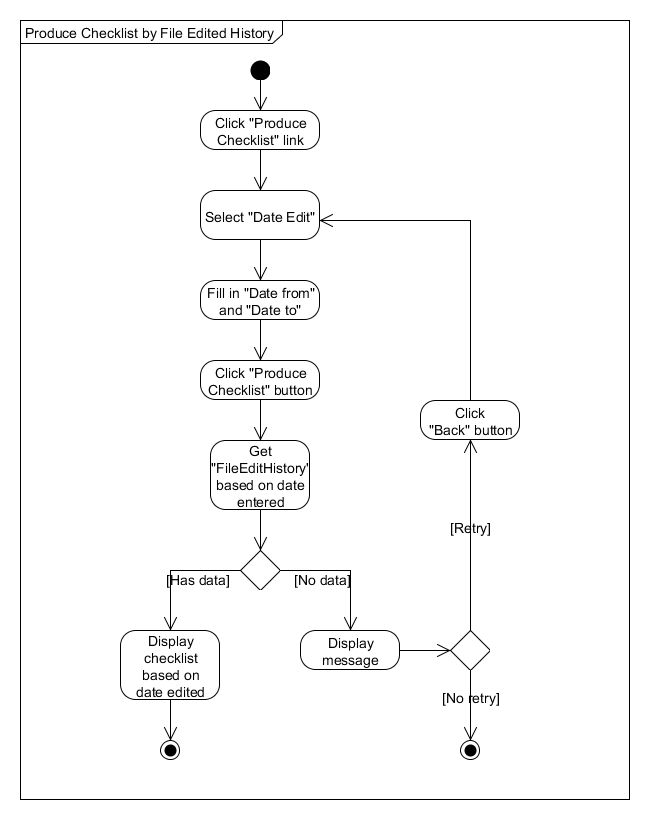 Produce Checklist by File Edited History
Click "Produce
Checklist" link
Select "Date Edit"
Fill in "Date from"
and "Date to"
Click "Produce
Checklist" button
Click
"Back" button
Get
"FileEditHistory'
based on date
entered
[Retry]
[Has data]
[No data]
Display
checklist
based on
date edited
Display
message
[No retry]